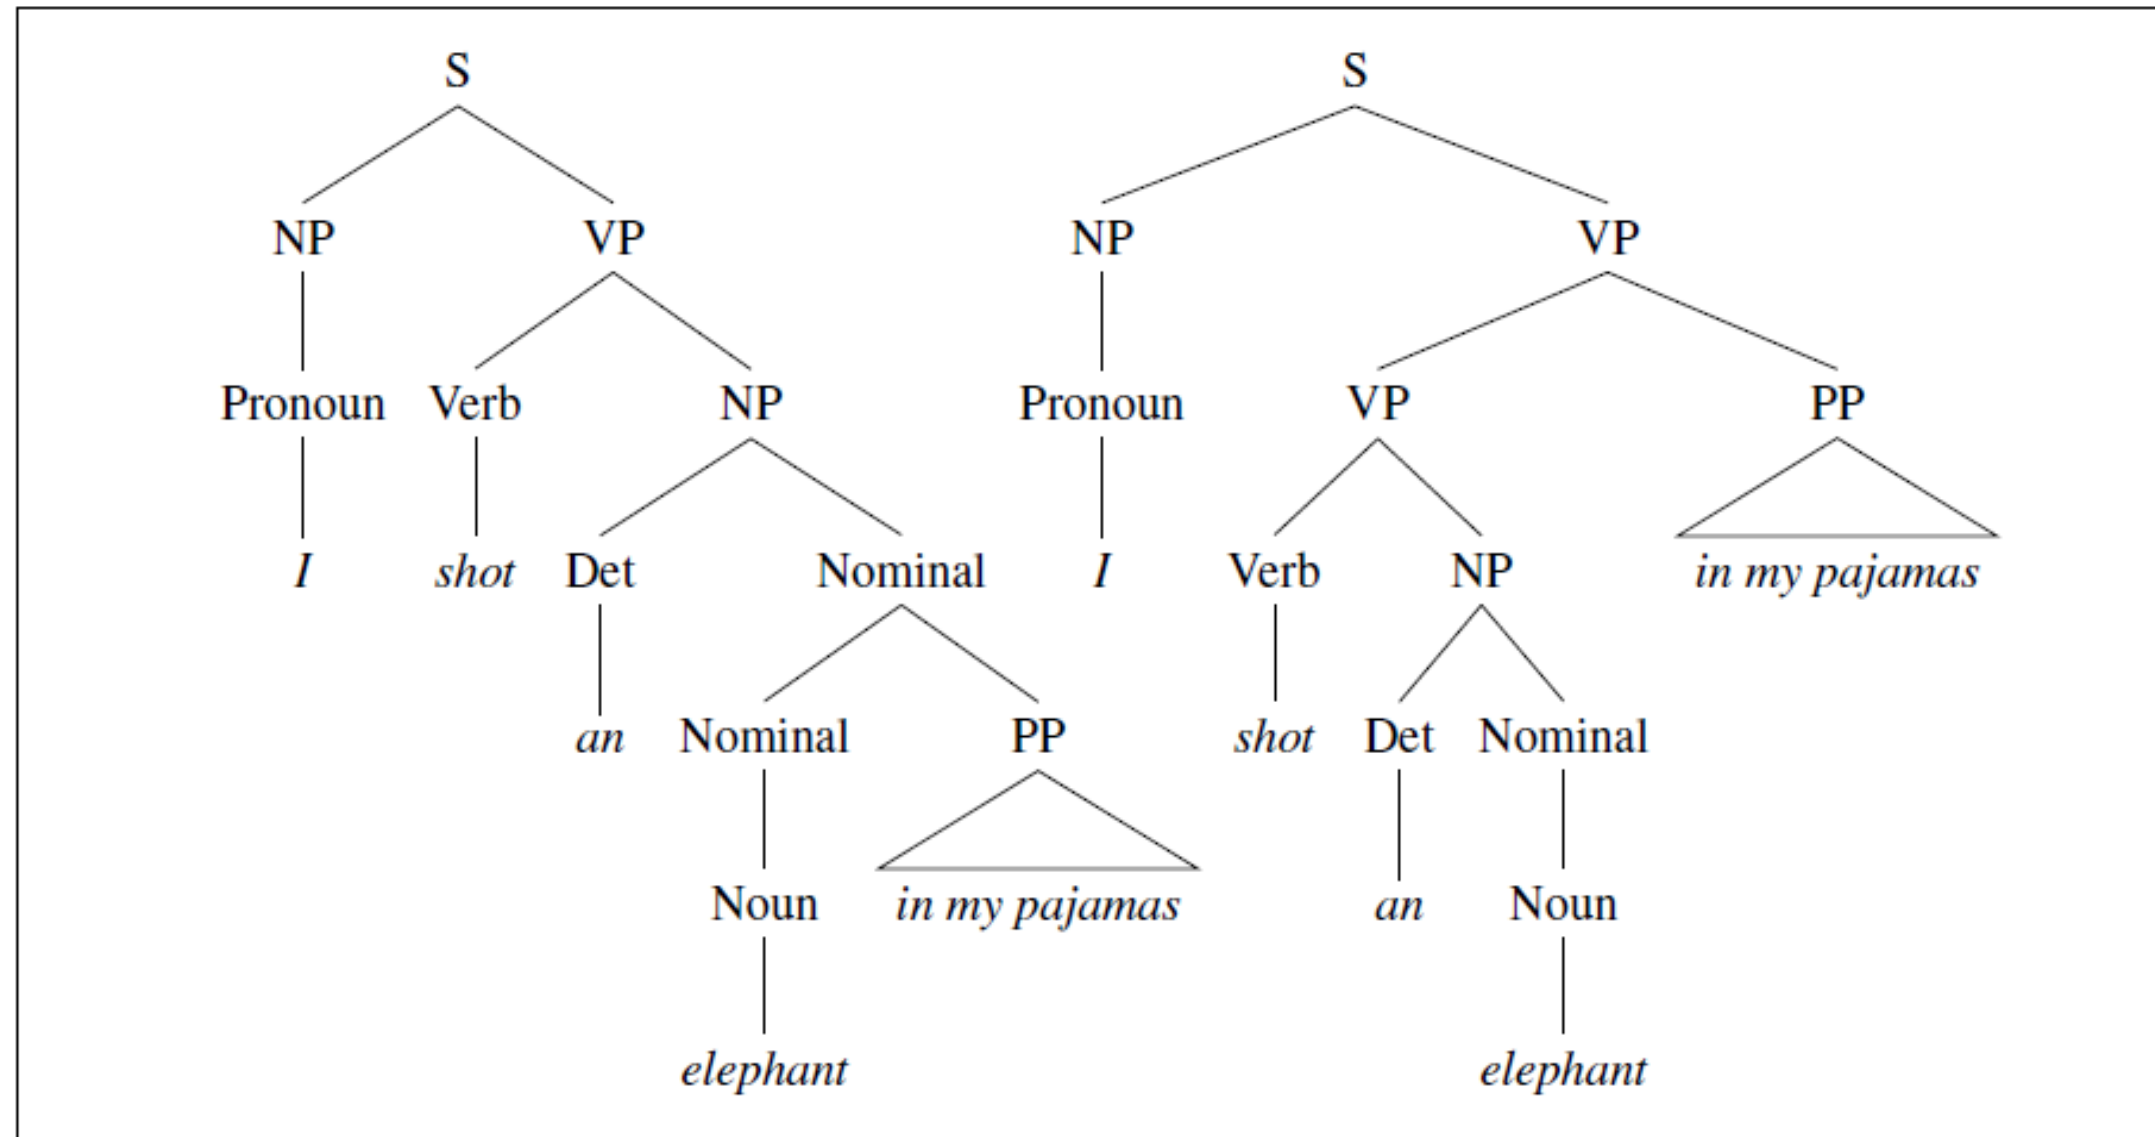 S S
NP VP NP VP
Pronoun Verb NP Pronoun VP PP
I shot Det Nominal I Verb NP in my pajamas
an Nominal PP shot Det Nominal
Noun in my pajamas an Noun
elephant elephant